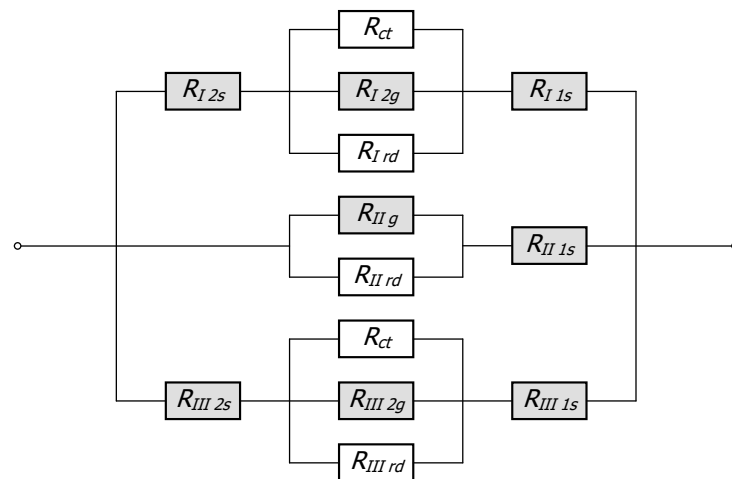 R_ct
R_I 2s
R_I 2g
R_I 1s
R_I rd
R_II g
R_II 1s
R_II rd
R_ct
R_III 2s
R_III 2g
R_III 1s
R_III rd